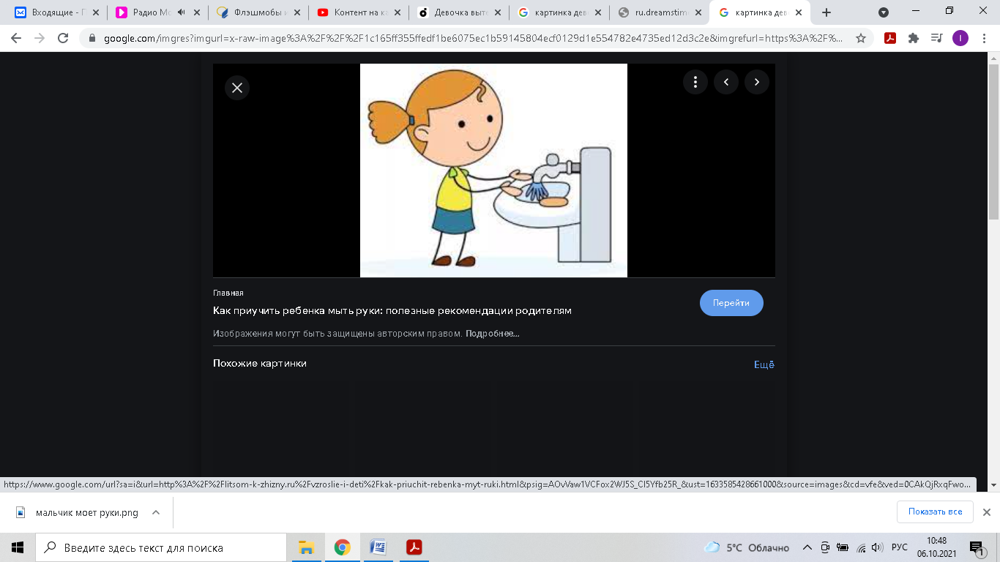 Входящие - П
Радио Мо
Флэшмобы и
Контент на ка
Девочка выте
картинка дев
ru.dreamstim
картинка дев
google.com/imgres?imgurl=x-raw-image%3A%2F%2F%2F1c165ff355ffedf1be6075ec1b59145804ecf0129d1e554782e4735ed12d3c2e&imgrefurl=https%3A%2F%...
I
Главная
Как приучить ребенка мыть руки: полезные рекомендации родителям
Перейти
Изображения могут быть защищены авторским правом. Подробнее...
Похожие картинки
Ещё
https://www.google.com/url?sa=i&url=http%3A%2F%2Flitsom-k-zhizny.ru%2Fvzroslie-i-deti%2Fkak-priuchit-rebenka-myt-ruki.html&psig=AOvVaw1VCFox2WJ5S_CI5Yfb25R_&ust=1633585428661000&source=images&cd=vfe&ved=0CAkQjRxqFwo...
мальчик моет руки.png
Показать все
Введите здесь текст для поиска
5°C Облачно
РУС
10:48
06.10.2021
1